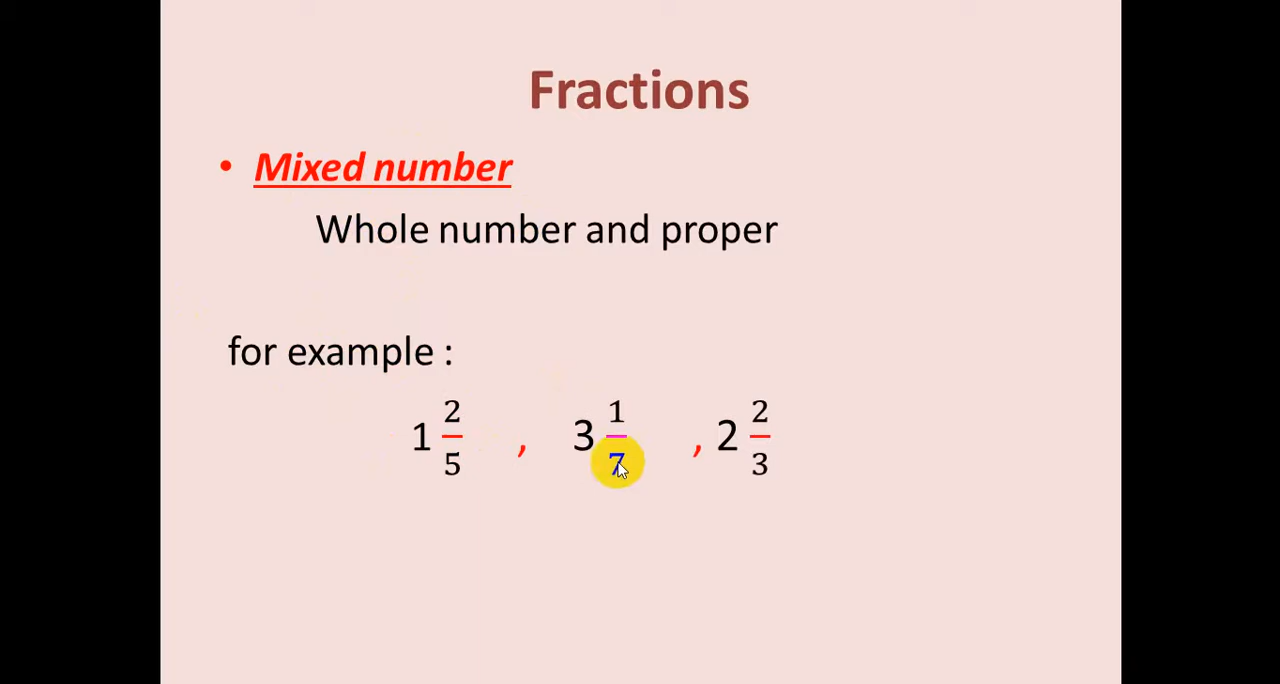 Fractions
• Mixed number
Whole number and proper
for example :
1 2/5 , 3 1/7 , 2 2/3